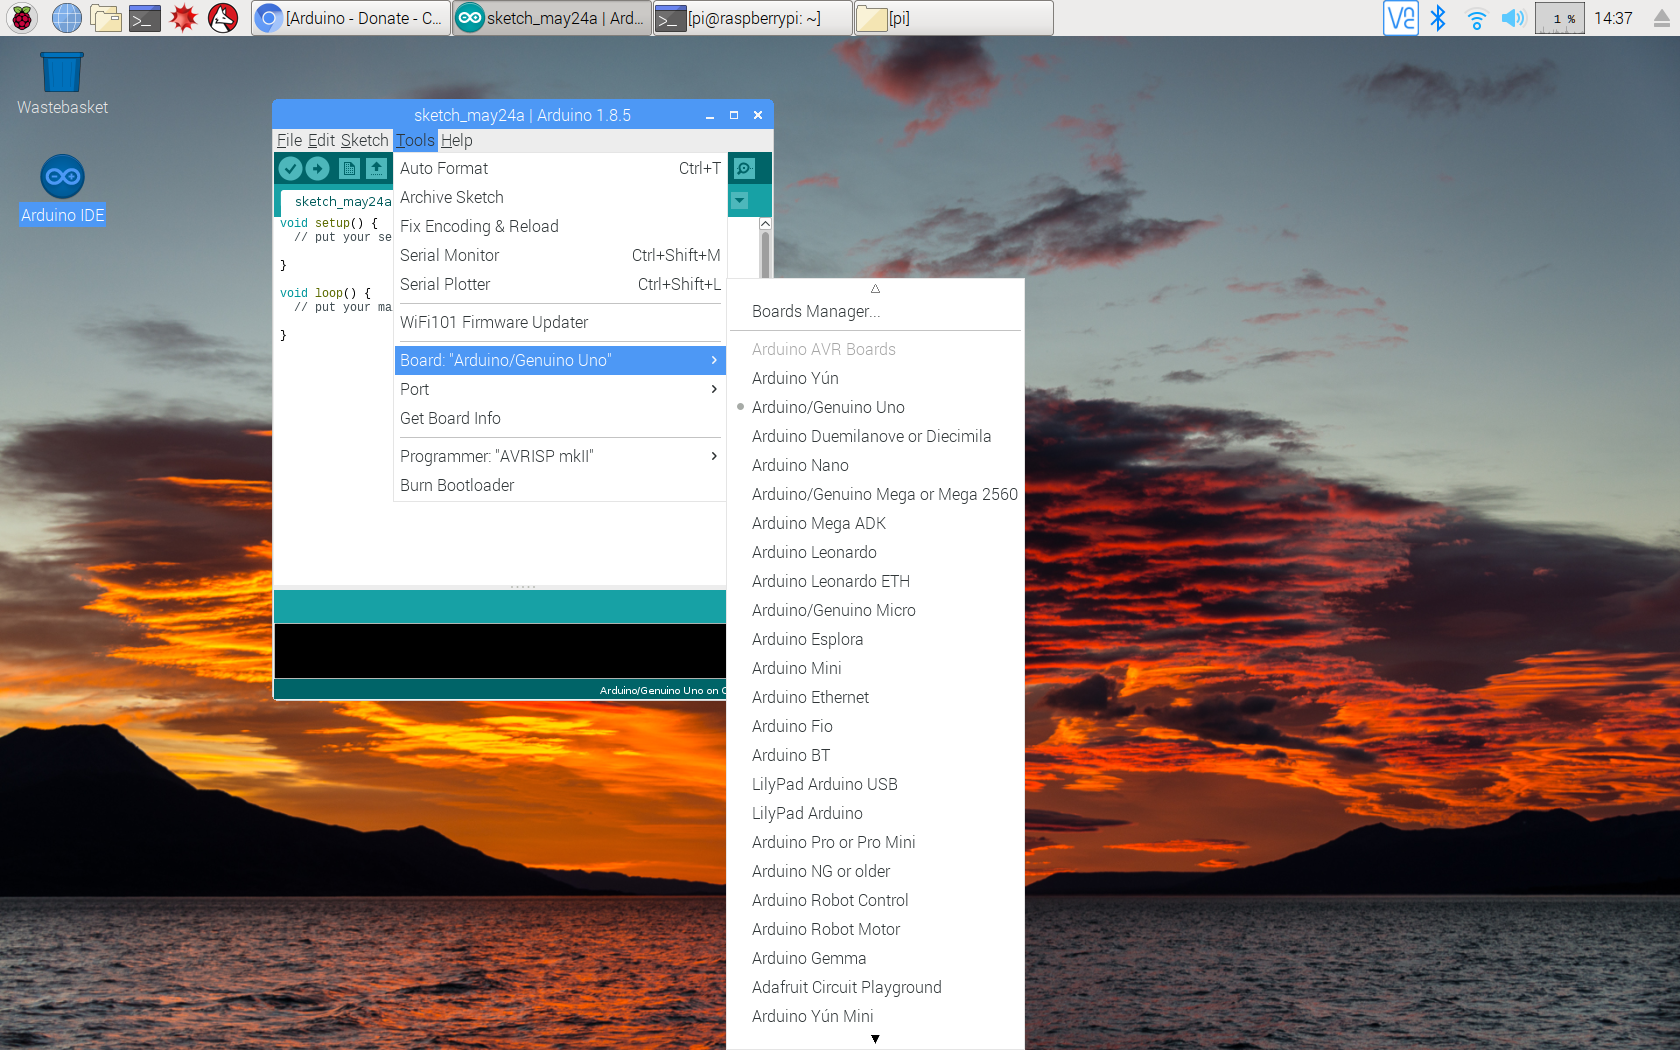 [Arduino - Donate - C...
sketch_may24a | Ard...
[pi@raspberrypi: ~]
[pi]
1 %
14:37
Wastebasket
Arduino IDE
sketch_may24a | Arduino 1.8.5
File Edit Sketch Tools Help
sketch_may24a
void setup() {
// put your se
}
void loop() {
// put your ma
}
Auto Format Ctrl+T
Archive Sketch
Fix Encoding & Reload
Serial Monitor Ctrl+Shift+M
Serial Plotter Ctrl+Shift+L
WiFi101 Firmware Updater
Board: "Arduino/Genuino Uno"
Port
Get Board Info
Programmer: "AVRISP mkII"
Burn Bootloader
Arduino/Genuino Uno on
Boards Manager...
Arduino AVR Boards
Arduino Yún
Arduino/Genuino Uno
Arduino Duemilanove or Diecimila
Arduino Nano
Arduino/Genuino Mega or Mega 2560
Arduino Mega ADK
Arduino Leonardo
Arduino Leonardo ETH
Arduino/Genuino Micro
Arduino Esplora
Arduino Mini
Arduino Ethernet
Arduino Fio
Arduino BT
LilyPad Arduino USB
LilyPad Arduino
Arduino Pro or Pro Mini
Arduino NG or older
Arduino Robot Control
Arduino Robot Motor
Arduino Gemma
Adafruit Circuit Playground
Arduino Yún Mini